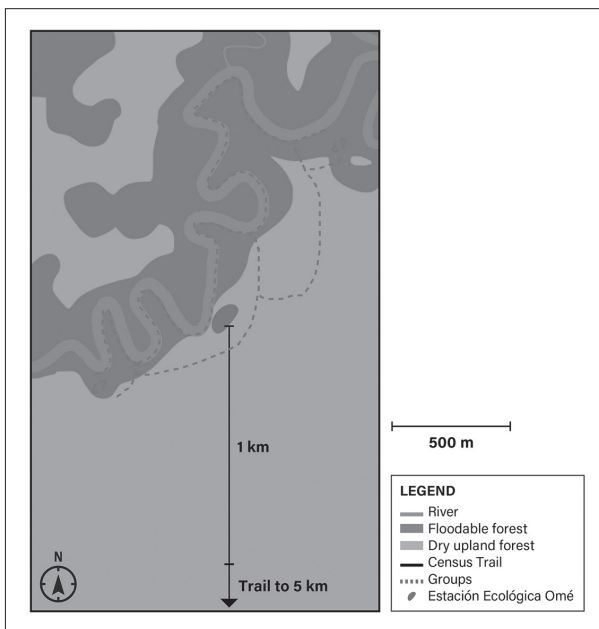 1 km
N
Trail to 5 km
500 m
LEGEND
River
Floodable forest
Dry upland forest
Census Trail
Groups
Estación Ecológica Omé